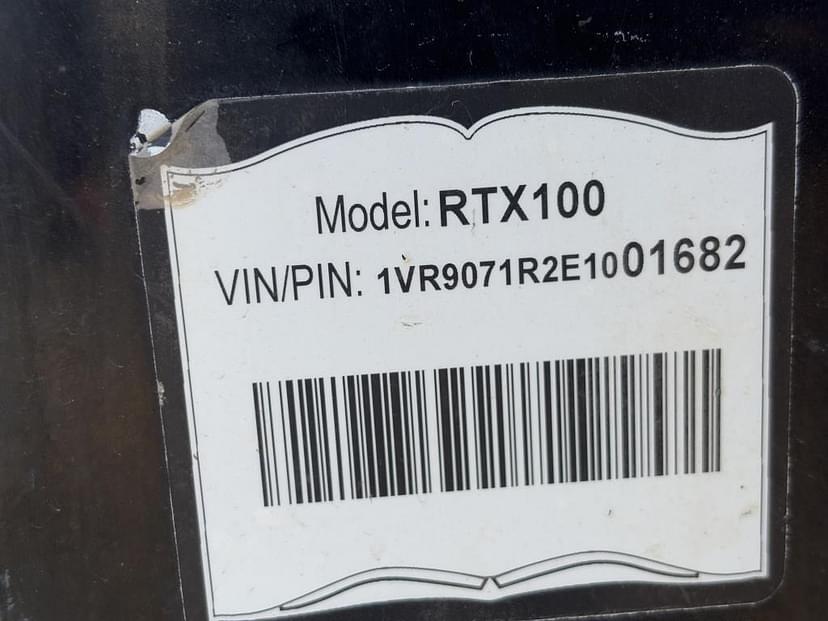 Model: RTX100
VIN/PIN: 1VR9071R2E1001682